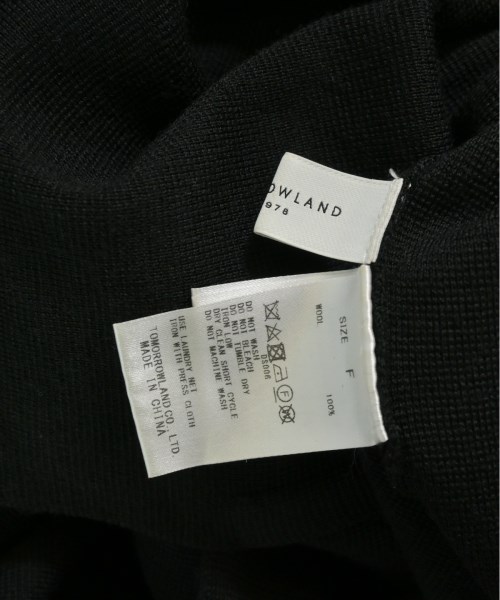 OWLAND
978
SIZE F
WOOL 100%
DS006
DO NOT WASH
DO NOT BLEACH
DO NOT TUMBLE DRY
IRON LOW
DRY CLEAN SHORT CYCLE
DO NOT MACHINE WASH
USE LAUNDRY NET
IRON WITH PRESS CLOTH
TOMORROWLAND CO., LTD.
MADE IN CHINA